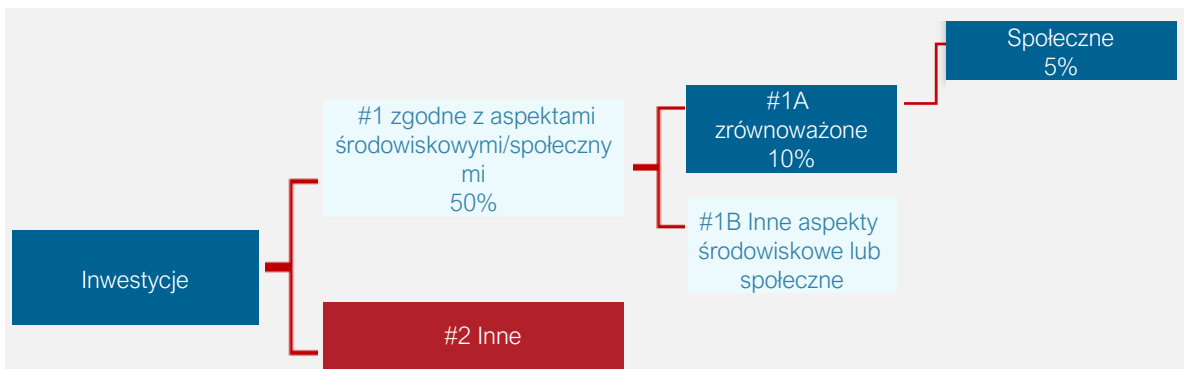 Społeczne
5%
#1A
zrównoważone
10%
#1 zgodne z aspektami
środowiskowymi/społeczny
mi
50%
#1B Inne aspekty
środowiskowe lub
społeczne
Inwestycje
#2 Inne